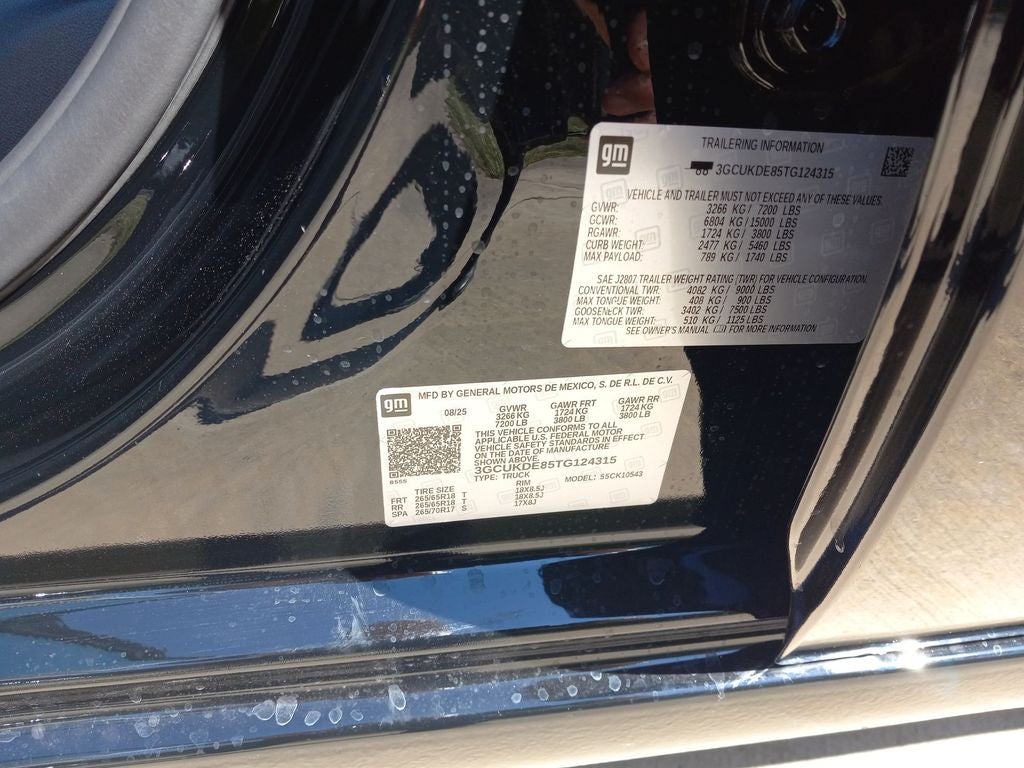 gm
TRAILERING INFORMATION
3GCUKDE85TG124315
VEHICLE AND TRAILER MUST NOT EXCEED ANY OF THESE VALUES.
GVWR: 3266 KG / 7200 LBS
GCWR: 6804 KG / 15000 LBS
RGAWR: 1724 KG / 3800 LBS
CURB WEIGHT: 2477 KG / 5460 LBS
MAX PAYLOAD: 789 KG / 1740 LBS
SAE J2807. TRAILER WEIGHT RATING (TWR) FOR VEHICLE CONFIGURATION.
CONVENTIONAL TWR: 4082 KG / 9000 LBS
MAX TONGUE WEIGHT: 408 KG / 900 LBS
GOOSENECK TWR: 3402 KG / 7500 LBS
MAX TONGUE WEIGHT: 510 KG / 1125 LBS
SEE OWNER'S MANUAL FOR MORE INFORMATION
gm
MFD BY GENERAL MOTORS DE MEXICO, S. DE R.L. DE C.V.
08/25 GVWR GAWR FRT GAWR RR
3266 KG 1724 KG 1724 KG
7200 LB 3800 LB 3800 LB
THIS VEHICLE CONFORMS TO ALL
APPLICABLE U.S. FEDERAL MOTOR
VEHICLE SAFETY STANDARDS IN EFFECT
ON THE DATE OF MANUFACTURE
SHOWN ABOVE.
3GCUKDE85TG124315
TYPE: TRUCK MODEL: S5CK10543
TIRE SIZE RIM
FRT 265/65R18 T 18X8.5J
RR 265/65R18 T 18X8.5J
SPA 265/70R17 S 17X8J